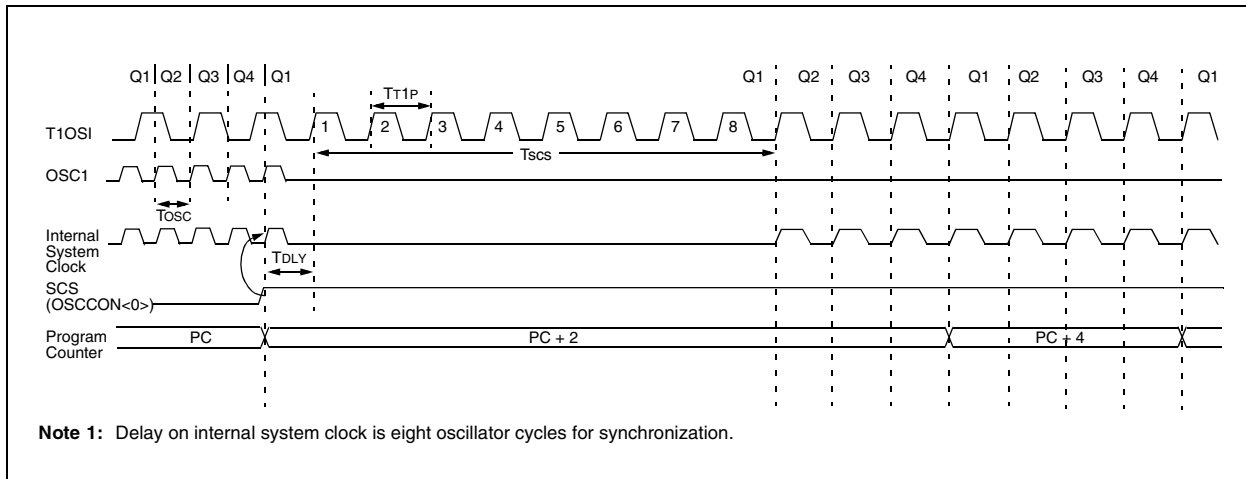 Q1 Q2 Q3 Q4 Q1 Q1 Q2 Q3 Q4 Q1 Q2 Q3 Q4 Q1
TT1P
T1OSI
1 2 3 4 5 6 7 8
TSCS
OSC1
TOSC
Internal
System
Clock
TDLY
SCS
(OSCCON<0>)
Program
Counter
PC PC + 2 PC + 4
Note 1: Delay on internal system clock is eight oscillator cycles for synchronization.